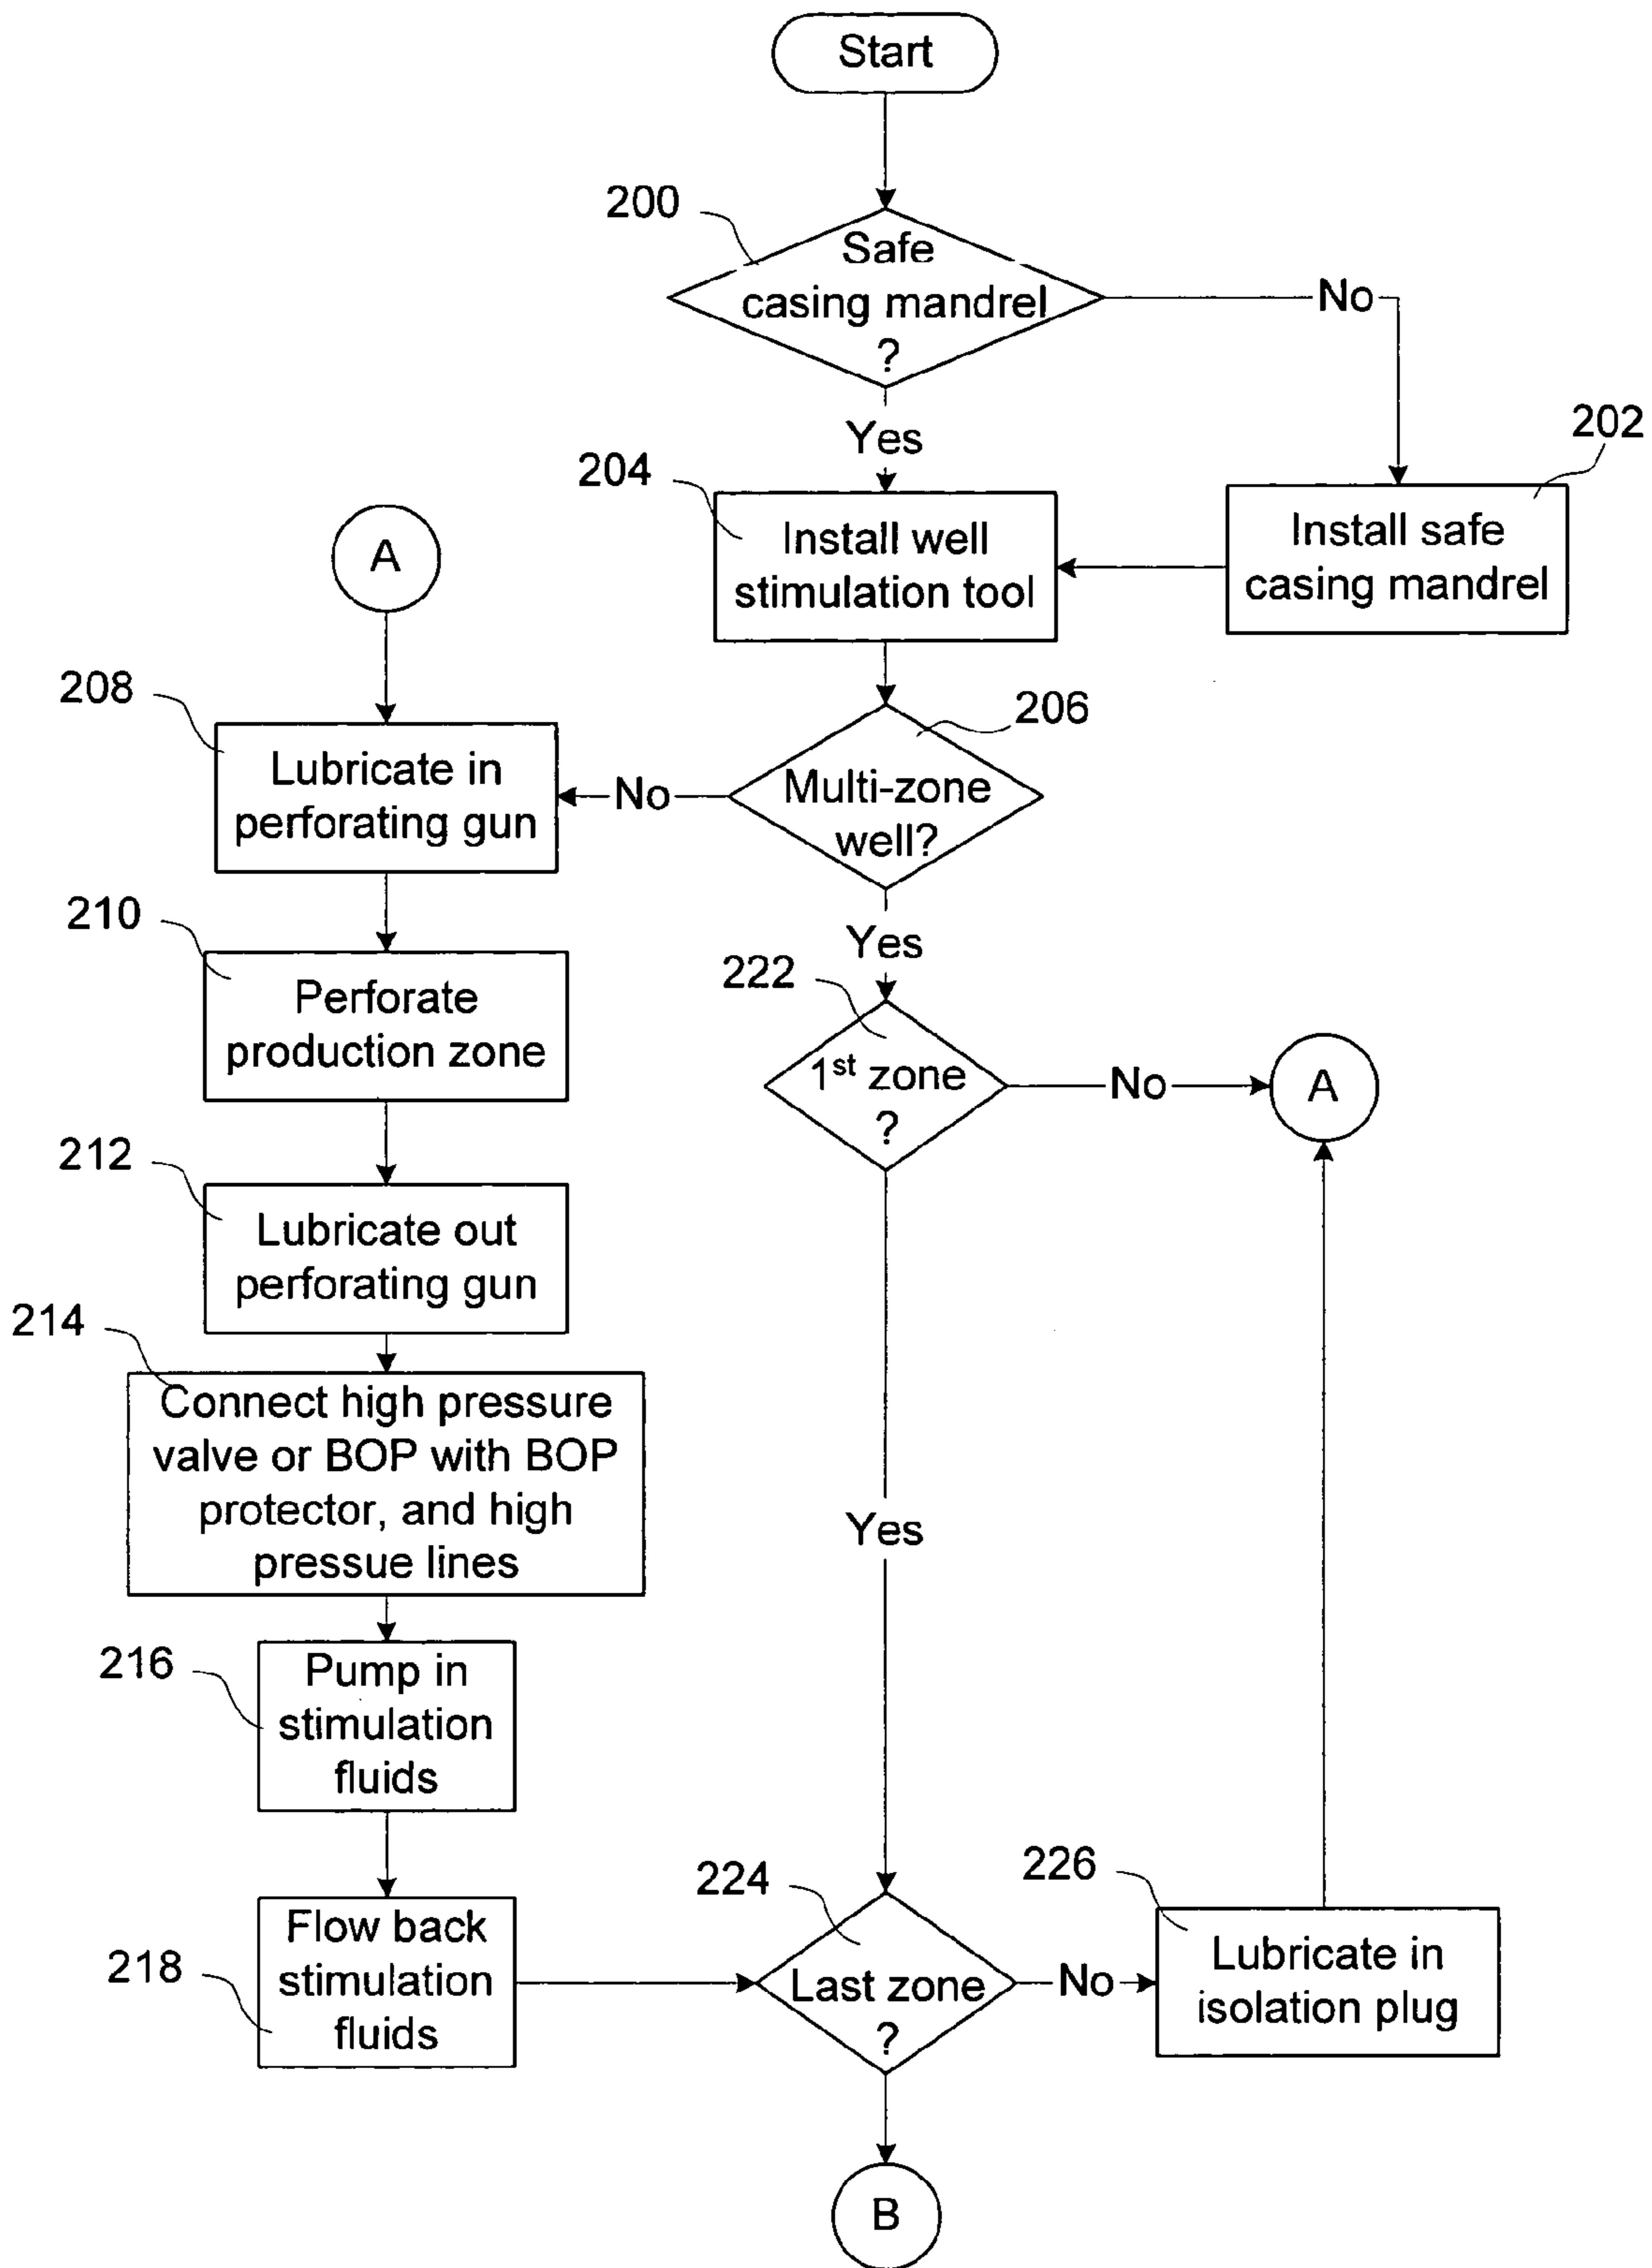 Start
200
Safe
casing mandrel
?
No
Yes
202
204
Install well
stimulation tool
Install safe
casing mandrel
A
208
206
Lubricate in
perforating gun
No
Multi-zone
well?
210
Yes
222
Perforate
production zone
1st zone
?
No
A
212
Lubricate out
perforating gun
214
Connect high pressure
valve or BOP with BOP
protector, and high
pressue lines
Yes
216
Pump in
stimulation
fluids
224
226
218
Flow back
stimulation
fluids
Last zone
?
No
Lubricate in
isolation plug
B